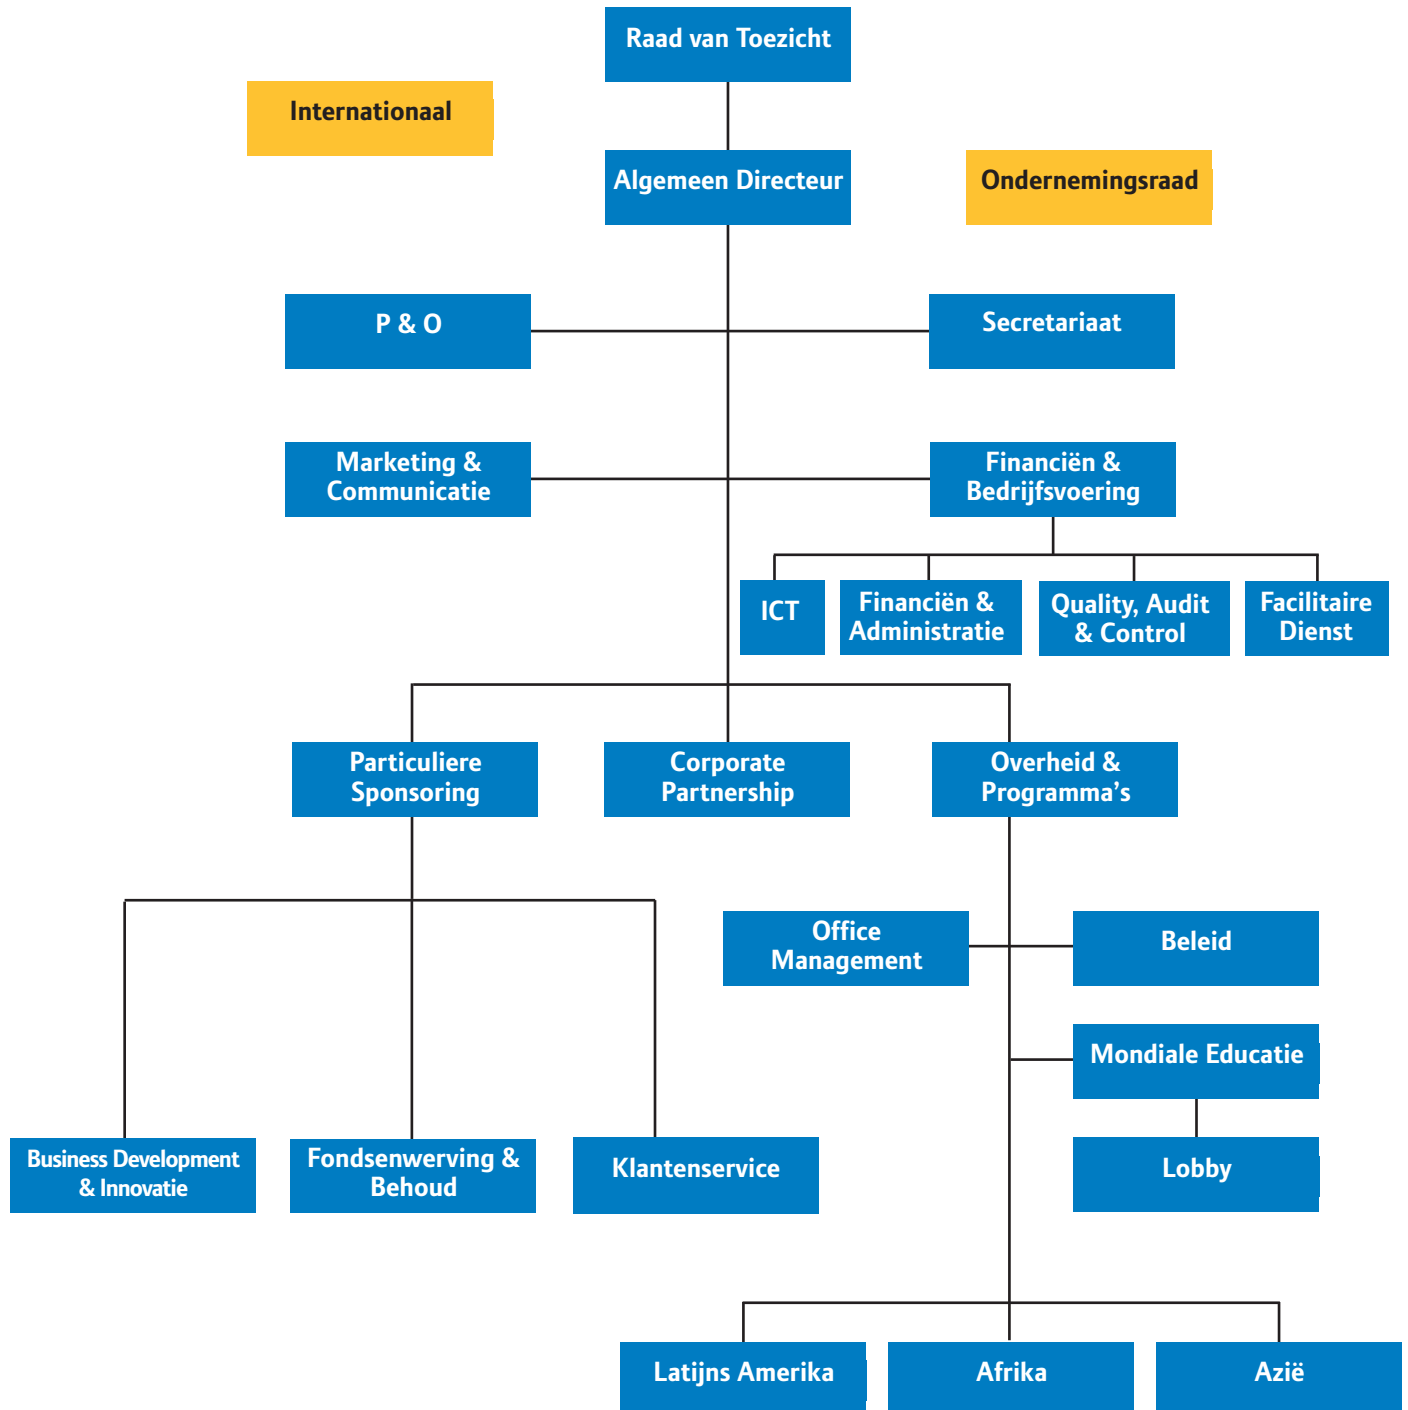 Raad van Toezicht
Internationaal
Algemeen Directeur
Ondernemingsraad
P & O
Secretariaat
Marketing &
Communicatie
Financiën &
Bedrijfsvoering
ICT
Financiën &
Administratie
Quality, Audit
& Control
Facilitaire
Dienst
Particuliere
Sponsoring
Corporate
Partnership
Overheid &
Programma’s
Office
Management
Beleid
Mondiale Educatie
Business Development
& Innovatie
Fondsenwerving &
Behoud
Klantenservice
Lobby
Latijns Amerika
Afrika
Azië